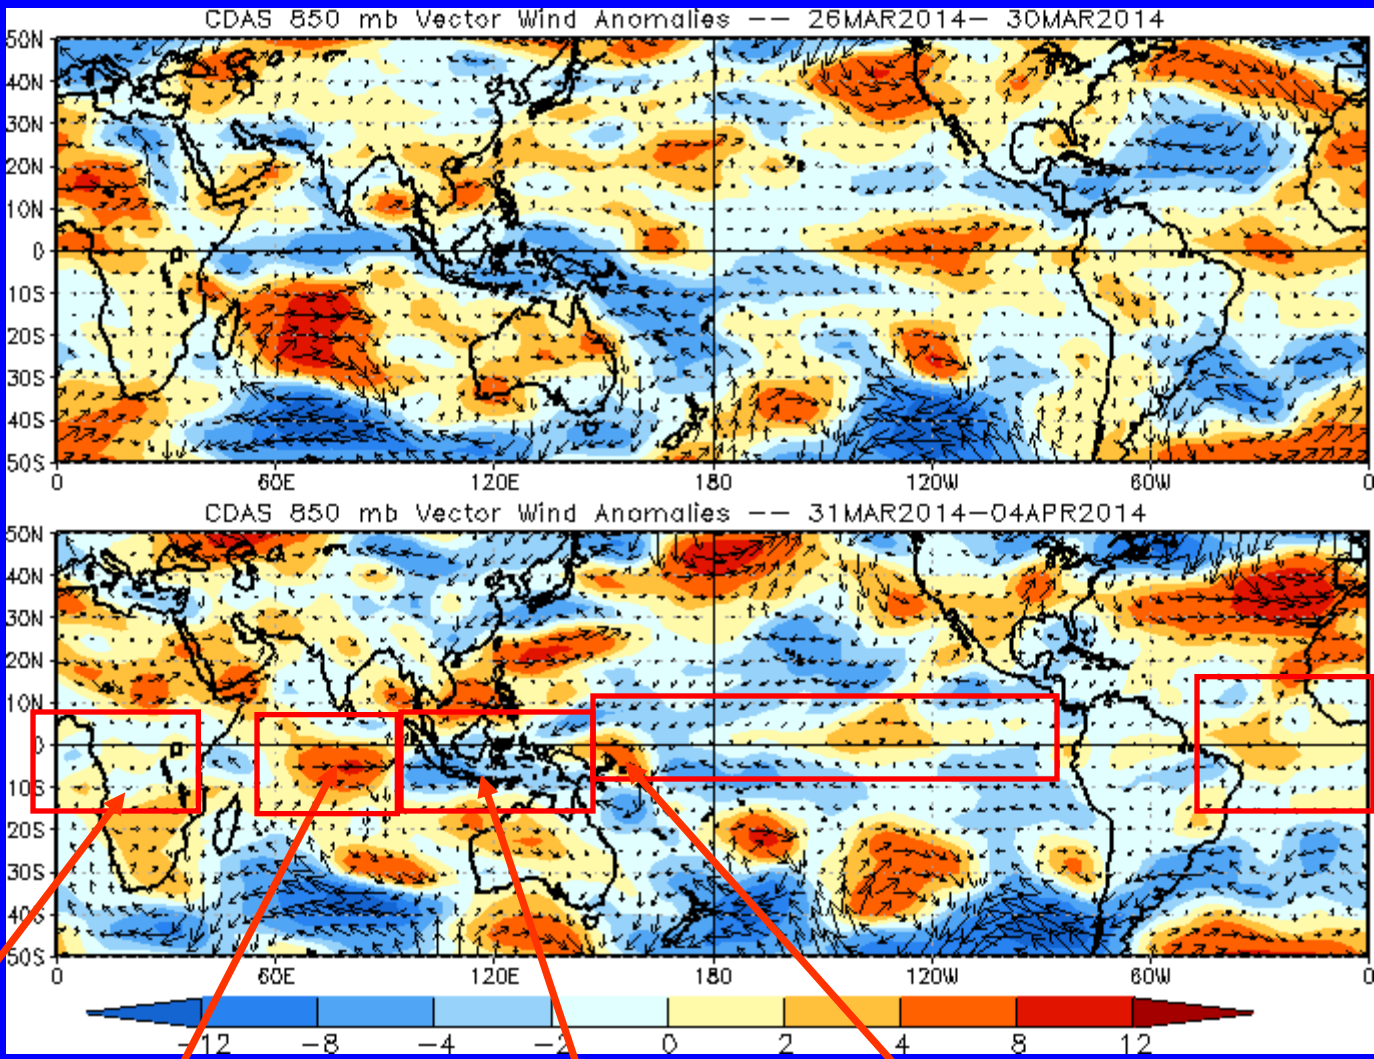 CDAS 850 mb Vector Wind Anomalies -- 26MAR2014- 30MAR2014
50N
40N
30N
20N
10N
0
10S
20S
30S
40S
50S
0 60E 120E 180 120W 60W 0
CDAS 850 mb Vector Wind Anomalies -- 31MAR2014-04APR2014
50N
40N
30N
20N
10N
0
10S
20S
30S
40S
50S
0 60E 120E 180 120W 60W 0
-12 -8 -4 -2 0 2 4 8 12